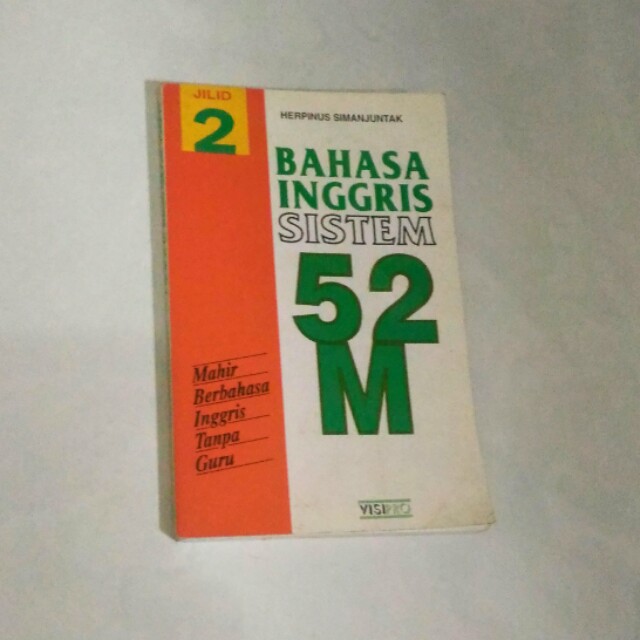 JILID
2
HERPINUS SIMANJUNTAK
BAHASA
INGGRIS
SISTEM
52
M
Mahir
Berbahasa
Inggris
Tanpa
Guru
VISIPRO